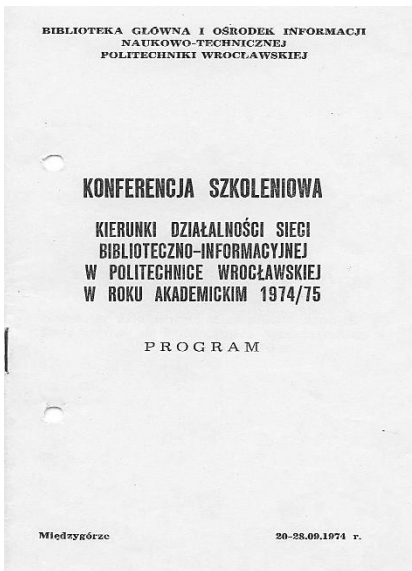 BIBLIOTEKA GŁÓWNA I OŚRODEK INFORMACJI
NAUKOWO-TECHNICZNEJ
POLITECHNIKI WROCŁAWSKIEJ
KONFERENCJA SZKOLENIOWA
KIERUNKI DZIAŁALNOŚCI SIECI
BIBLIOTECZNO-INFORMACYJNEJ
W POLITECHNICE WROCŁAWSKIEJ
W ROKU AKADEMICKIM 1974/75
PROGRAM
Międzygórze 20-28.09.1974 r.